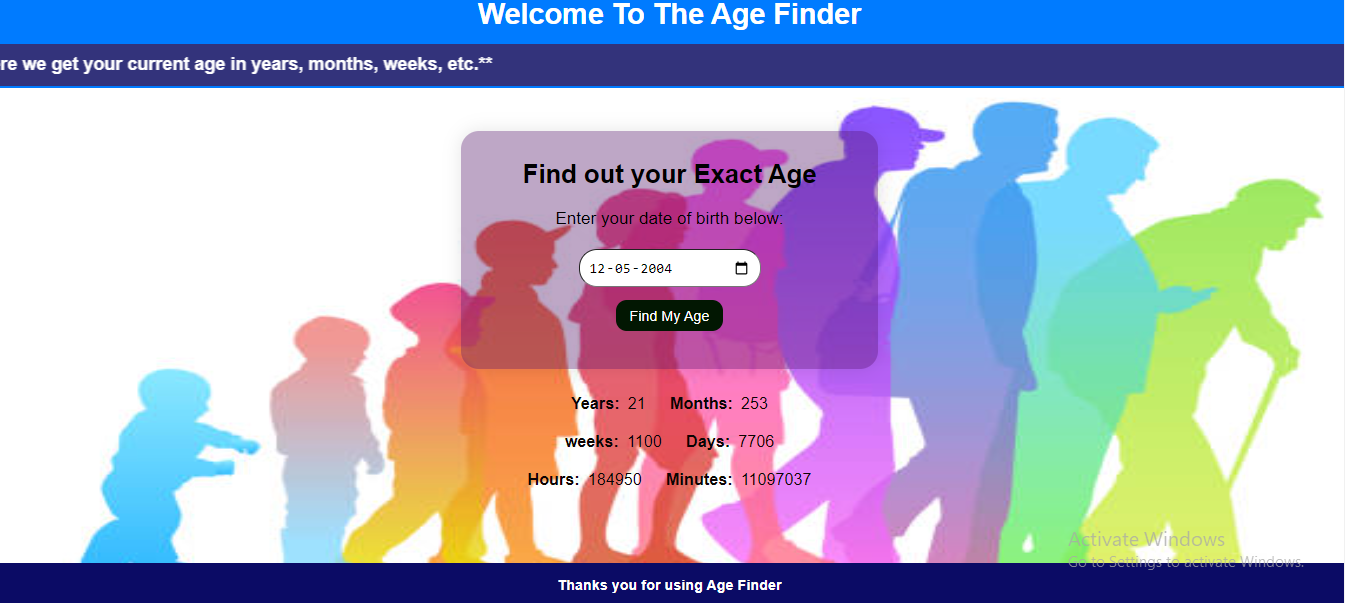 Welcome To The Age Finder
re we get your current age in years, months, weeks, etc.**
Find out your Exact Age
Enter your date of birth below:
12-05-2004
Find My Age
Years: 21 Months: 253
weeks: 1100 Days: 7706
Hours: 184950 Minutes: 11097037
Activate Windows
Go to Settings to activate Windows.
Thanks you for using Age Finder